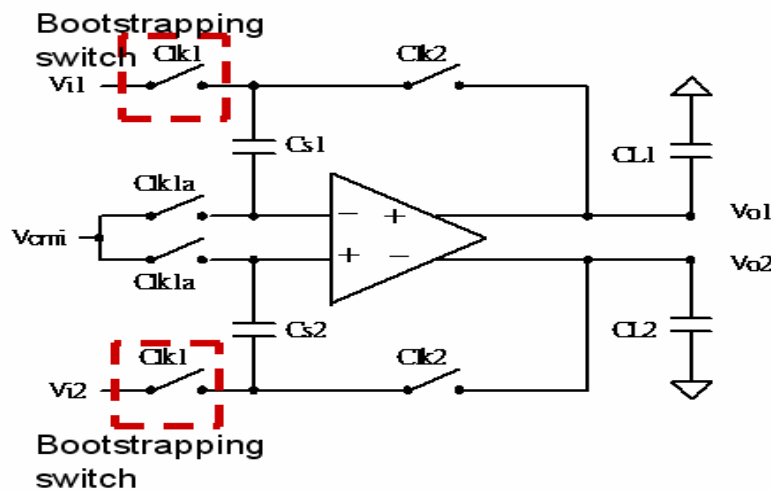 Bootstrapping
switch
Clk1
Clk2
Vi1
Cs1
CL1
Clk1a
Vcmi
Vo1
Vo2
Clk1a
Cs2
CL2
Clk1
Clk2
Vi2
Bootstrapping
switch